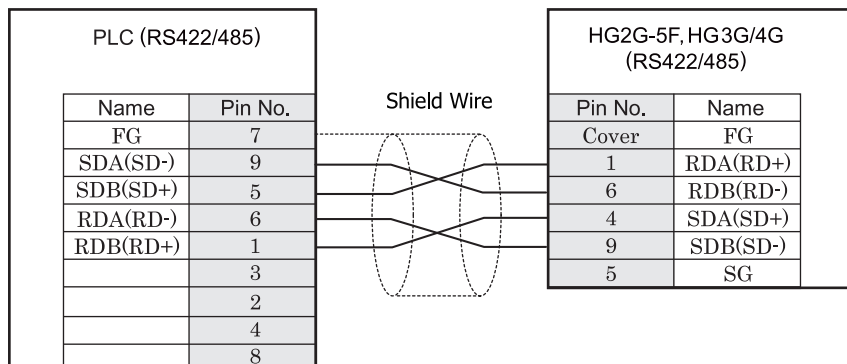 PLC (RS422/485)
Name Pin No.
FG 7
SDA(SD-) 9
SDB(SD+) 5
RDA(RD-) 6
RDB(RD+) 1
3
2
4
8
Shield Wire
HG2G-5F, HG3G/4G
(RS422/485)
Pin No. Name
Cover FG
1 RDA(RD+)
6 RDB(RD-)
4 SDA(SD+)
9 SDB(SD-)
5 SG